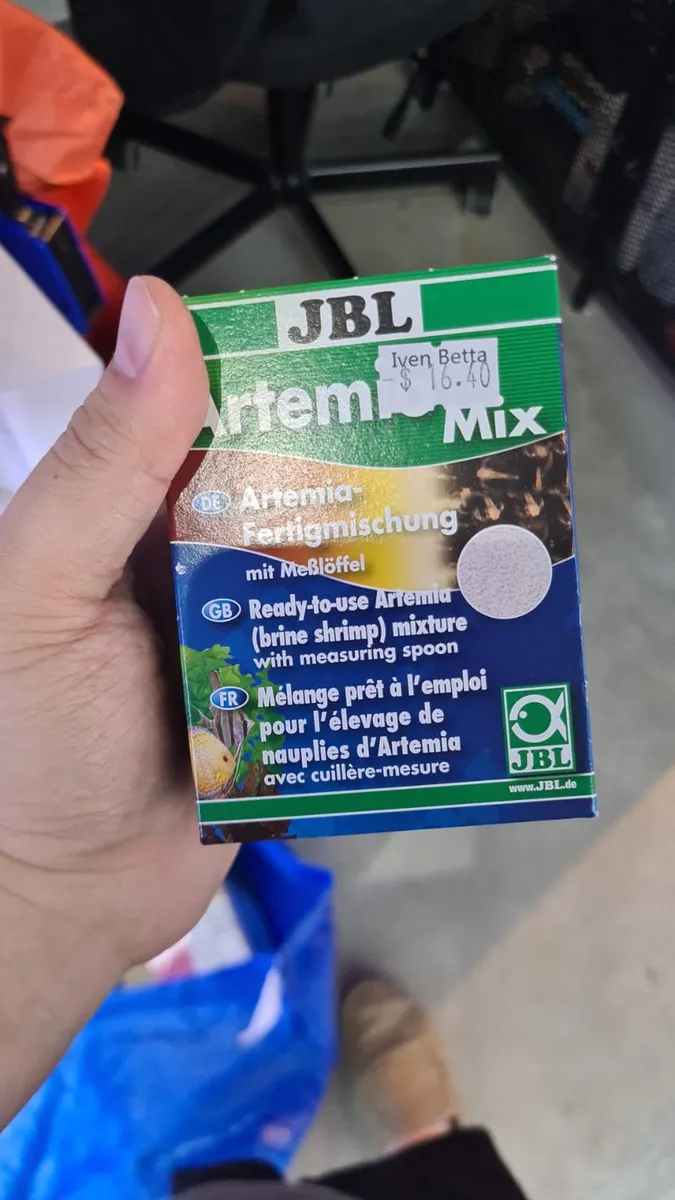 JBL
Iven Betta
$ 16.40
Mix
DE Artemia-
Fertigmischung
mit Meßlöffel
GB Ready-to-use Artemia
(brine shrimp) mixture
with measuring spoon
FR Mélange prêt à l'emploi
pour l'élevage de
nauplies d'Artemia
avec cuillère-mesure
JBL
www.JBL.de